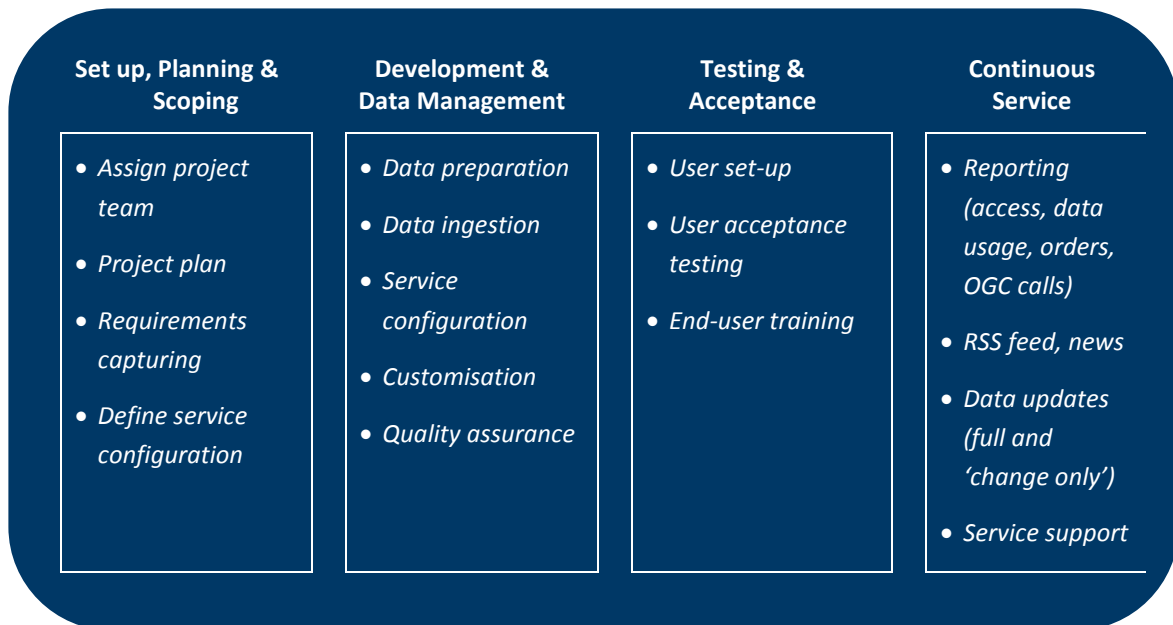 Set up, Planning &
Scoping
• Assign project
team
• Project plan
• Requirements
capturing
• Define service
configuration
Development &
Data Management
• Data preparation
• Data ingestion
• Service
configuration
• Customisation
• Quality assurance
Testing &
Acceptance
• User set-up
• User acceptance
testing
• End-user training
Continuous
Service
• Reporting
(access, data
usage, orders,
OGC calls)
• RSS feed, news
• Data updates
(full and
‘change only’)
• Service support